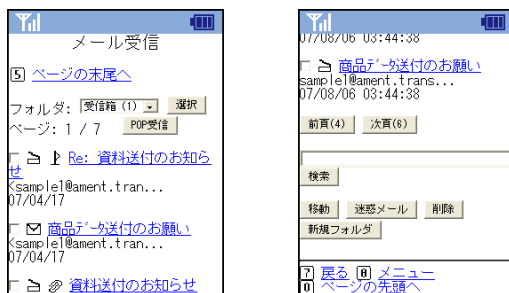 メール受信
5 ページの末尾へ
フォルダ: 受信箱 (1) 選択
ページ: 1 / 7 POP受信
Re: 資料送付のお知ら
せ
<sample1@ament.tran...
07/04/17
商品データ送付のお願い
<sample1@ament.tran...
07/04/17
資料送付のお知らせ
07/08/06 03:44:38
商品データ送付のお願い
sample1@ament.trans...
07/08/06 03:44:38
前頁(4) 次頁(6)
検索
移動 迷惑メール 削除
新規フォルダ
7 戻る 8 メニュー
0 ページの先頭へ